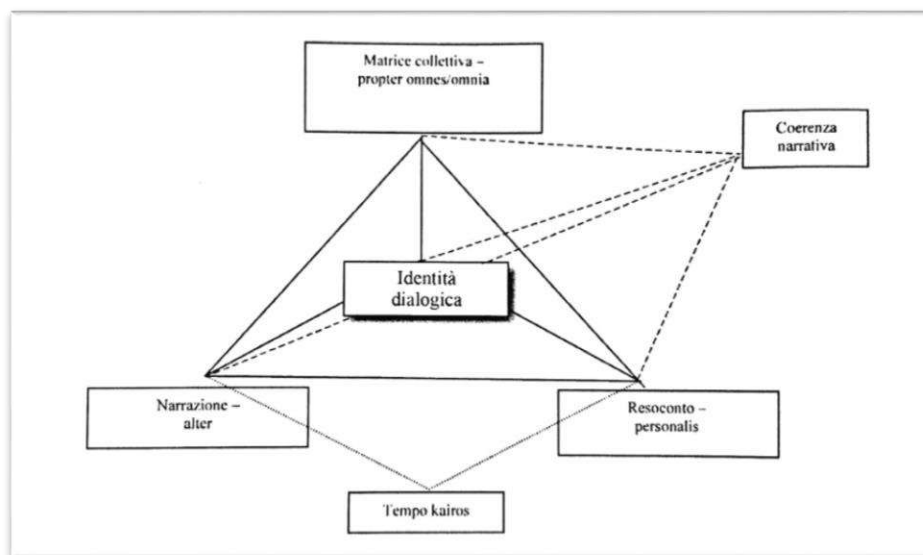 Matrice collettiva –
propter omnes/omnia
Coerenza
narrativa
Identità
dialogica
Narrazione –
alter
Resoconto –
personalis
Tempo kairos